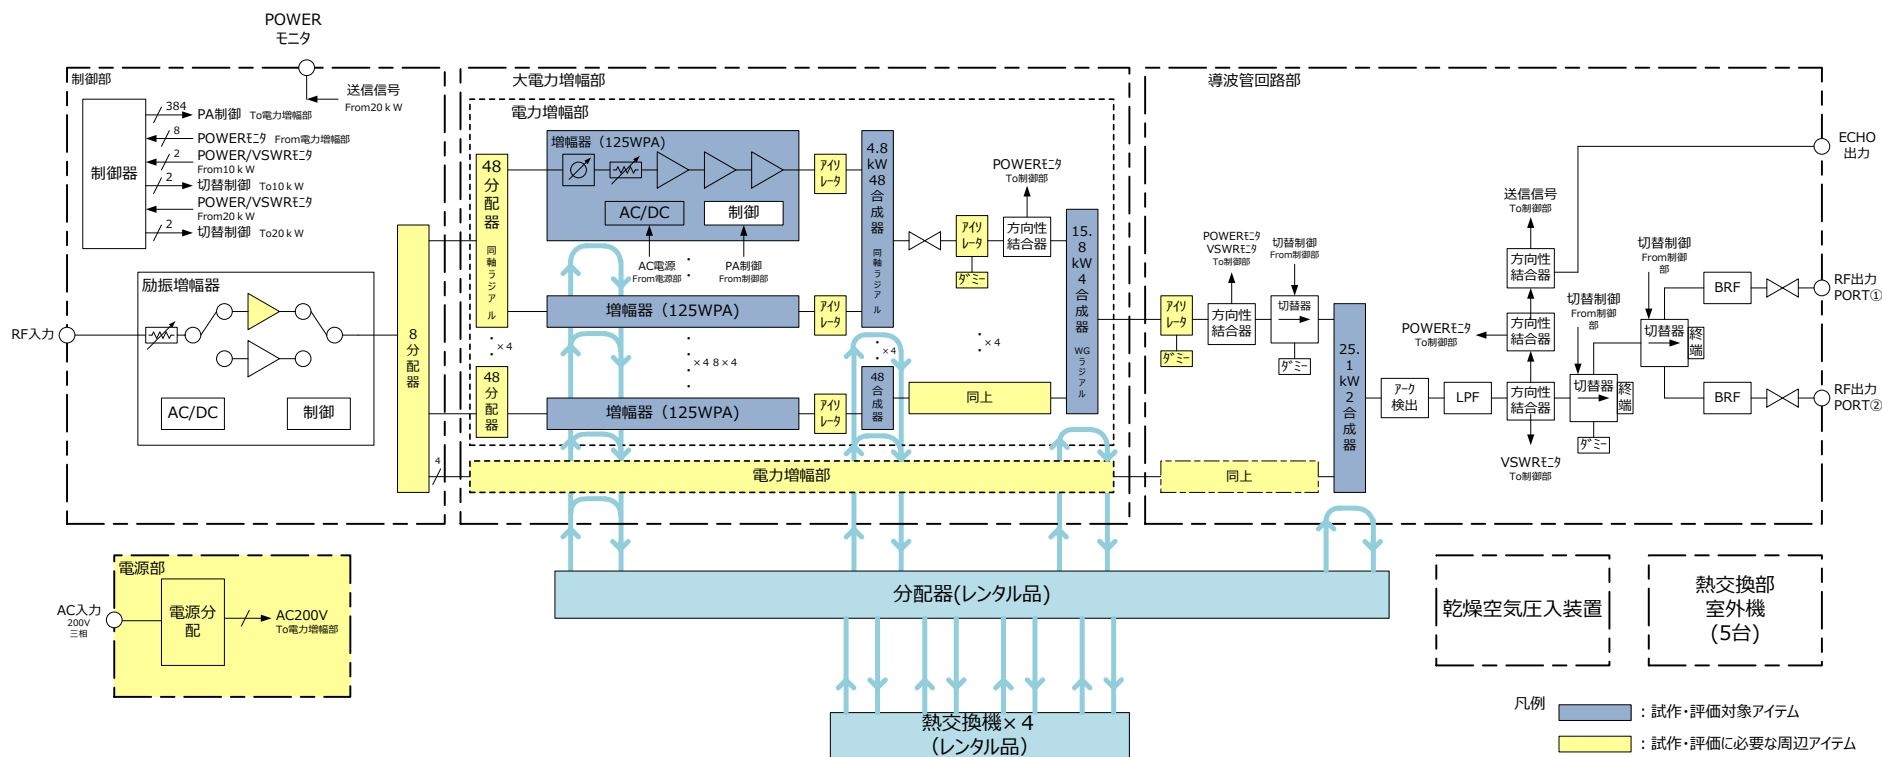 POWER
モニタ
制御部
384
PA制御 To電力増幅部
8
POWERﾓﾆﾀ From電力増幅部
2
POWER/VSWRﾓﾆﾀ
From10ｋW
2
切替制御 To10ｋW
POWER/VSWRﾓﾆﾀ
From20ｋW
2
切替制御 To20ｋW
制御器
送信信号
From20ｋW
励振増幅器
AC/DC
制御
RF入力
8
分
配
器
4
大電力増幅部
電力増幅部
48
分
配
器
同
軸
ラ
ジ
ア
ル
・×4
48
分
配
器
増幅器（125WPA）
AC/DC
制御
AC電源
From電源部
PA制御
From制御部
増幅器（125WPA）
・×４８×４
増幅器（125WPA）
ｱｲｿ
ﾚｰﾀ
ｱｲｿ
ﾚｰﾀ
ｱｲｿ
ﾚｰﾀ
4.8
kW
48
合
成
器
同
軸
ラ
ジ
ア
ル
・×4
48
合
成
器
ｱｲｿ
ﾚｰﾀ
ﾀﾞﾐｰ
POWERﾓﾆﾀ
To制御部
方向性
結合器
・×4
同上
15.
8
kW
4
合
成
器
WG
ラ
ジ
ア
ル
電力増幅部
導波管回路部
ｱｲｿ
ﾚｰﾀ
ﾀﾞﾐｰ
POWERﾓﾆﾀ
VSWRﾓﾆﾀ
To制御部
方向性
結合器
切替制御
From制御部
切替器
ﾀﾞﾐｰ
同上
25.
1
kW
2
合
成
器
ｱｰｸ
検出
LPF
送信信号
To制御部
方向性
結合器
POWERﾓﾆﾀ
To制御部
方向性
結合器
方向性
結合器
VSWRﾓﾆﾀ
To制御部
切替制御
From制御
部
切替器
終
端
ﾀﾞﾐｰ
切替制御
From制御
部
切替器
終
端
BRF
BRF
ECHO
出力
RF出力
PORT①
RF出力
PORT②
電源部
AC入力
200V
三相
電源分
配
AC200V
To電力増幅部
分配器(レンタル品)
熱交換機×４
（レンタル品）
乾燥空気圧入装置
熱交換部
室外機
(5台)
凡例
：試作・評価対象アイテム
：試作・評価に必要な周辺アイテム